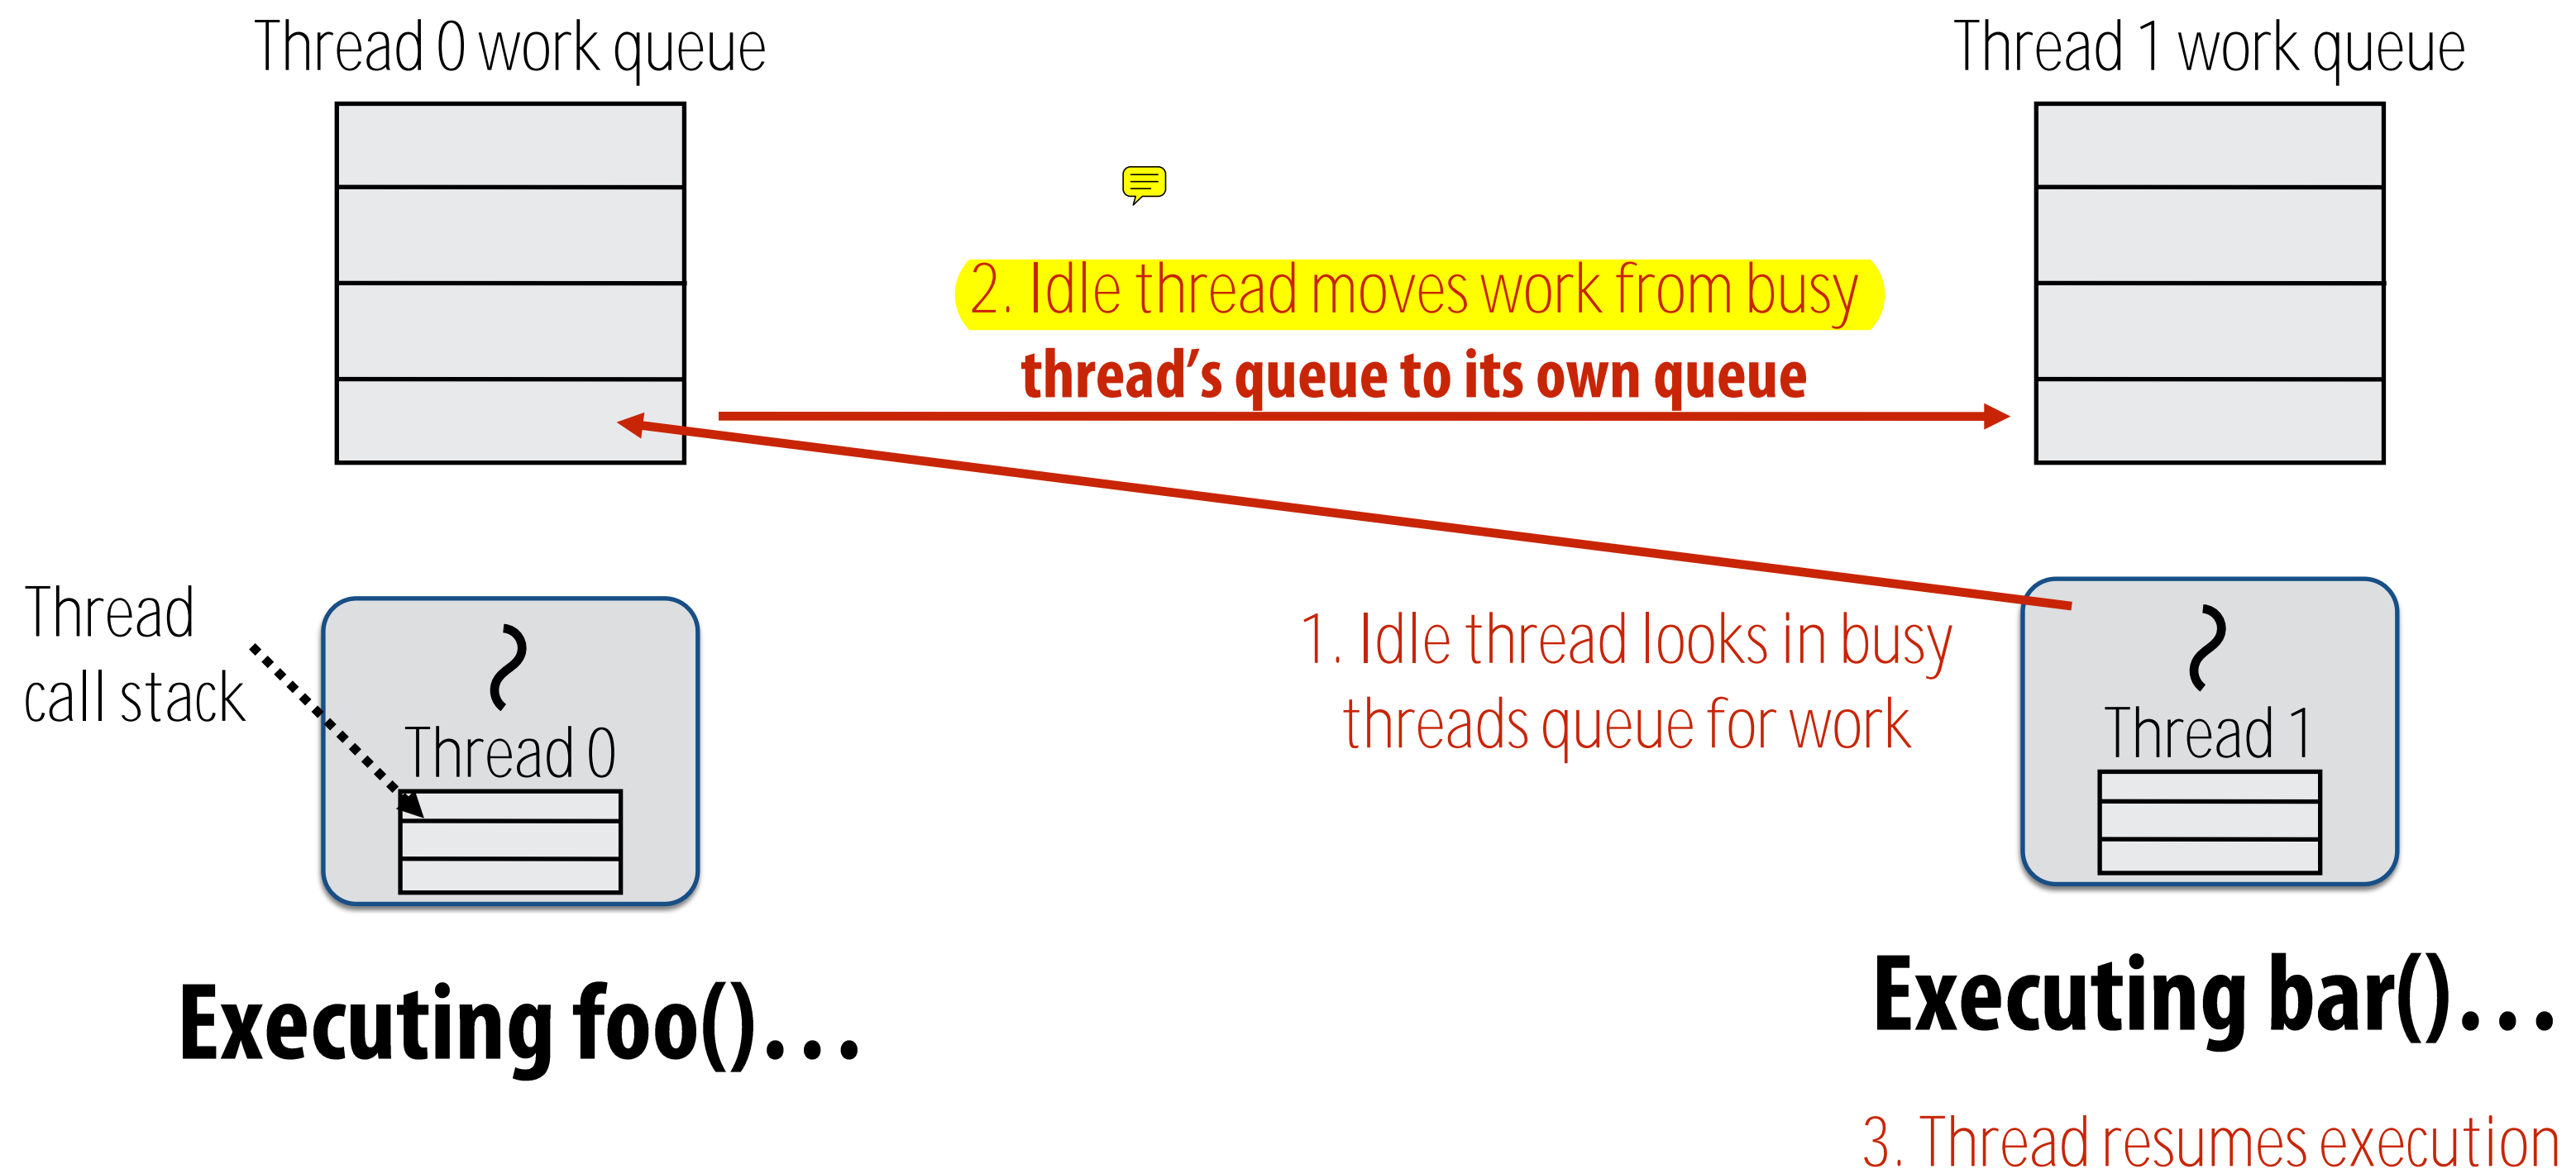 Thread 0 work queue
Thread 1 work queue
2. Idle thread moves work from busy
thread’s queue to its own queue
1. Idle thread looks in busy
threads queue for work
Thread
call stack
Thread 0
Thread 1
Executing foo()…
Executing bar()…
3. Thread resumes execution